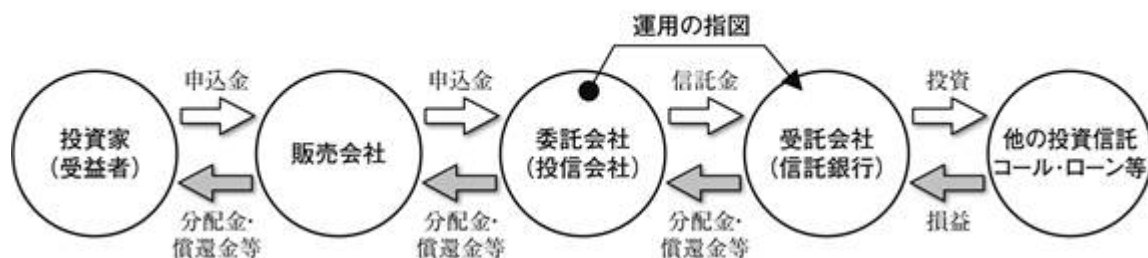 運用の指図
申込金
申込金
信託金
投資
投資家
(受益者)
販売会社
委託会社
(投信会社)
受託会社
(信託銀行)
他の投資信託
コール・ローン等
分配金・
償還金等
分配金・
償還金等
分配金・
償還金等
損益